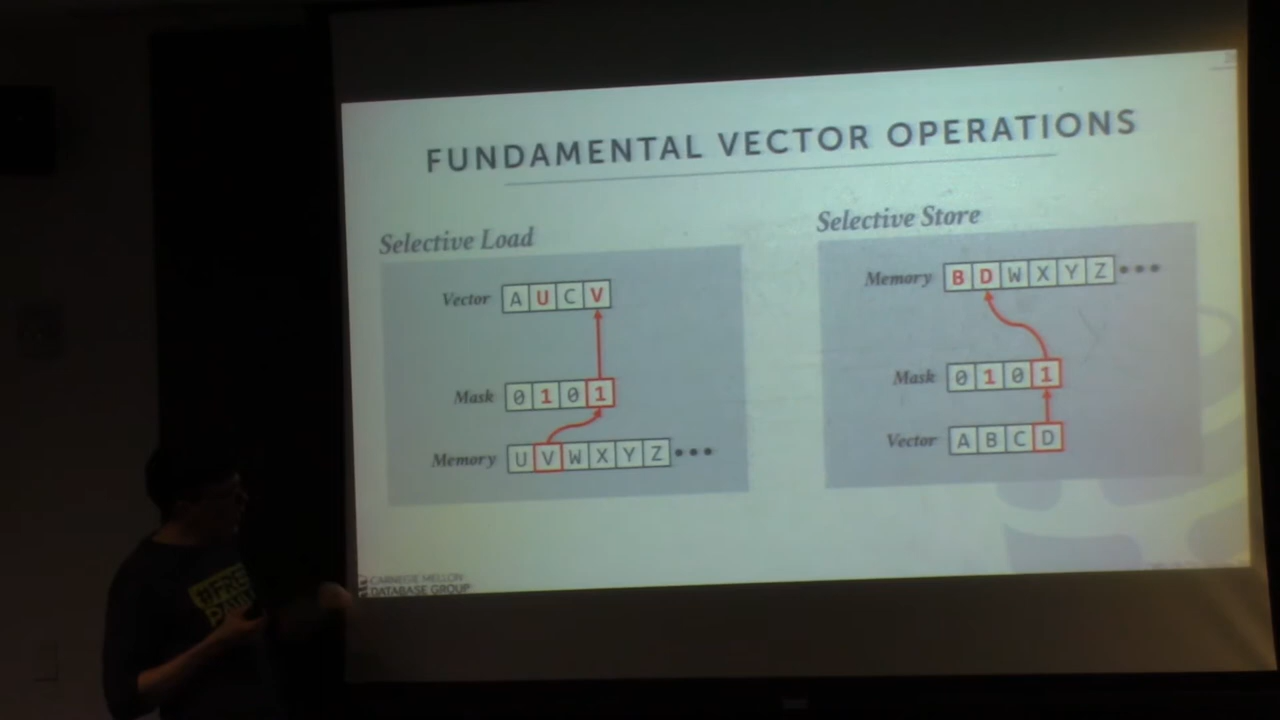 FUNDAMENTAL VECTOR OPERATIONS
Selective Load
Vector A U C V
Mask 0 1 0 1
Memory U V W X Y Z •••
Selective Store
Memory B D W X Y Z •••
Mask 0 1 0 1
Vector A B C D
CARNEGIE MELLON
DATABASE GROUP
#FREE